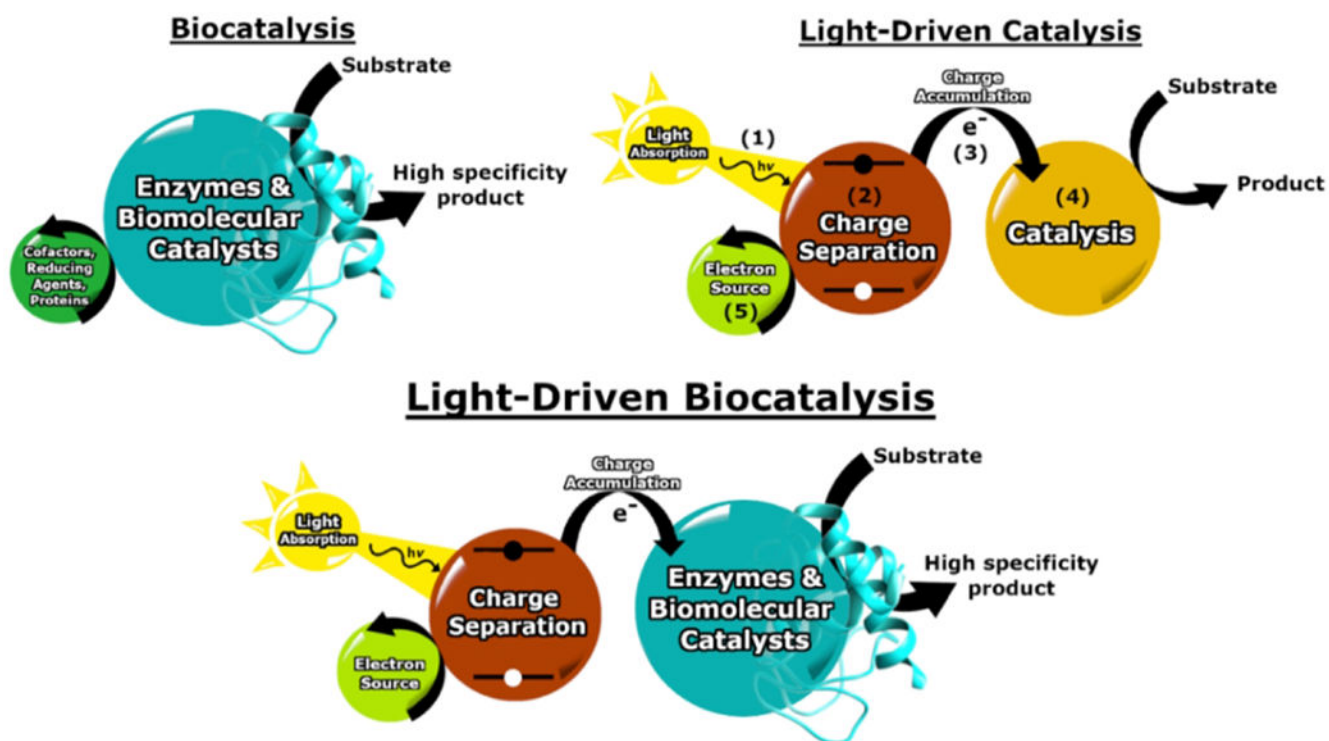 Biocatalysis
Substrate
High specificity
product
Enzymes &
Biomolecular
Catalysts
Cofactors,
Reducing
Agents,
Proteins
Light-Driven Catalysis
Charge
Accumulation
e-
(3)
Substrate
Light
Absorption
(1)
hν
(2)
Charge
Separation
(4)
Catalysis
Product
Electron
Source
(5)
Light-Driven Biocatalysis
Charge
Accumulation
e-
Substrate
Light
Absorption
hν
Charge
Separation
Enzymes &
Biomolecular
Catalysts
High specificity
product
Electron
Source